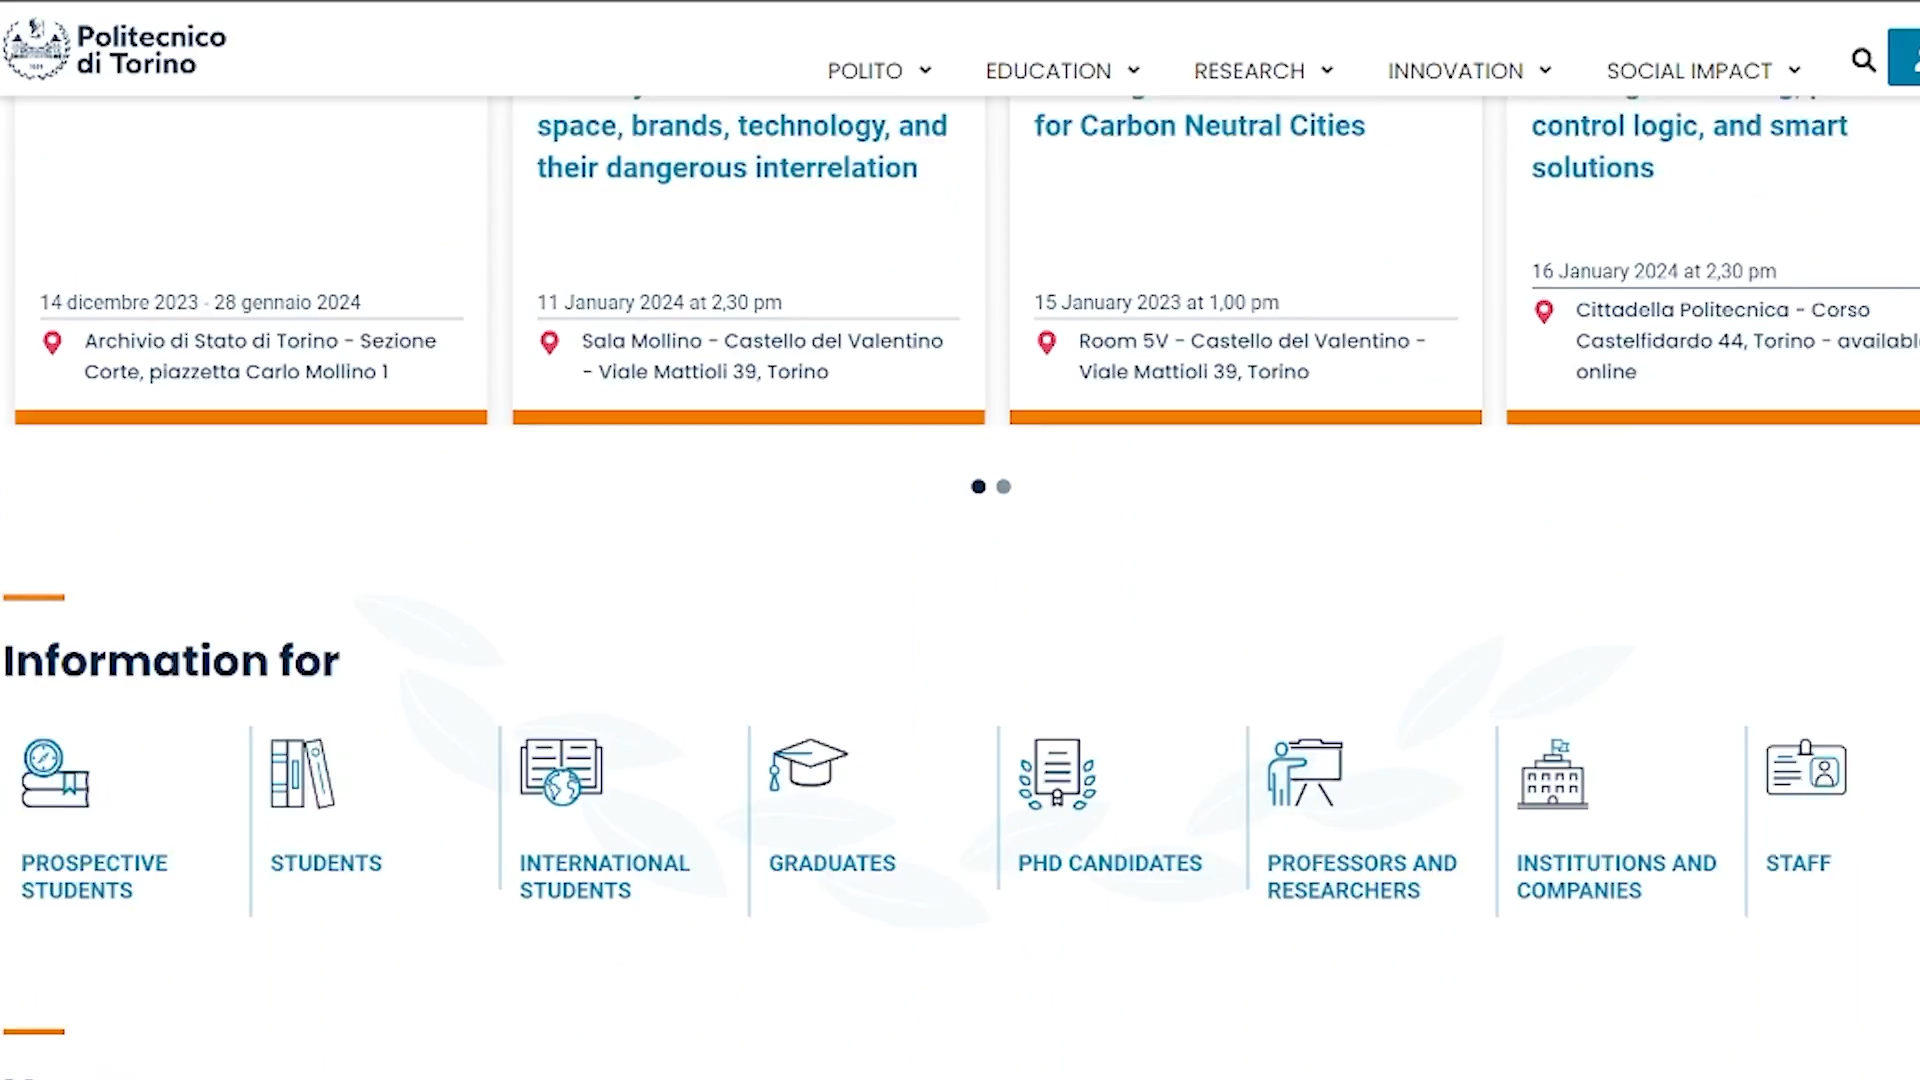 Politecnico
di Torino
POLITO
EDUCATION
RESEARCH
INNOVATION
SOCIAL IMPACT
space, brands, technology, and
their dangerous interrelation
for Carbon Neutral Cities
control logic, and smart
solutions
14 dicembre 2023 - 28 gennaio 2024
Archivio di Stato di Torino - Sezione
Corte, piazzetta Carlo Mollino 1
11 January 2024 at 2,30 pm
Sala Mollino - Castello del Valentino
- Viale Mattioli 39, Torino
15 January 2023 at 1,00 pm
Room 5V - Castello del Valentino -
Viale Mattioli 39, Torino
16 January 2024 at 2,30 pm
Cittadella Politecnica - Corso
Castelfidardo 44, Torino - availabl
online
Information for
PROSPECTIVE
STUDENTS
STUDENTS
INTERNATIONAL
STUDENTS
GRADUATES
PHD CANDIDATES
PROFESSORS AND
RESEARCHERS
INSTITUTIONS AND
COMPANIES
STAFF